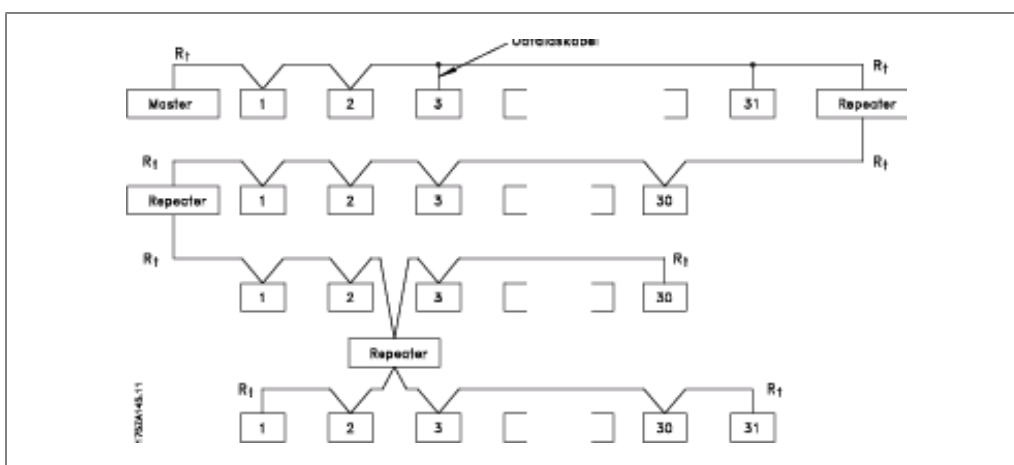 Rt Rt
Master 1 2 3 31 Repeater
Rt Rt
Repeater 1 2 3 30
Rt Rt
1 2 3 30
Repeater
Rt Rt
1 2 3 30 31
175ZA145.11